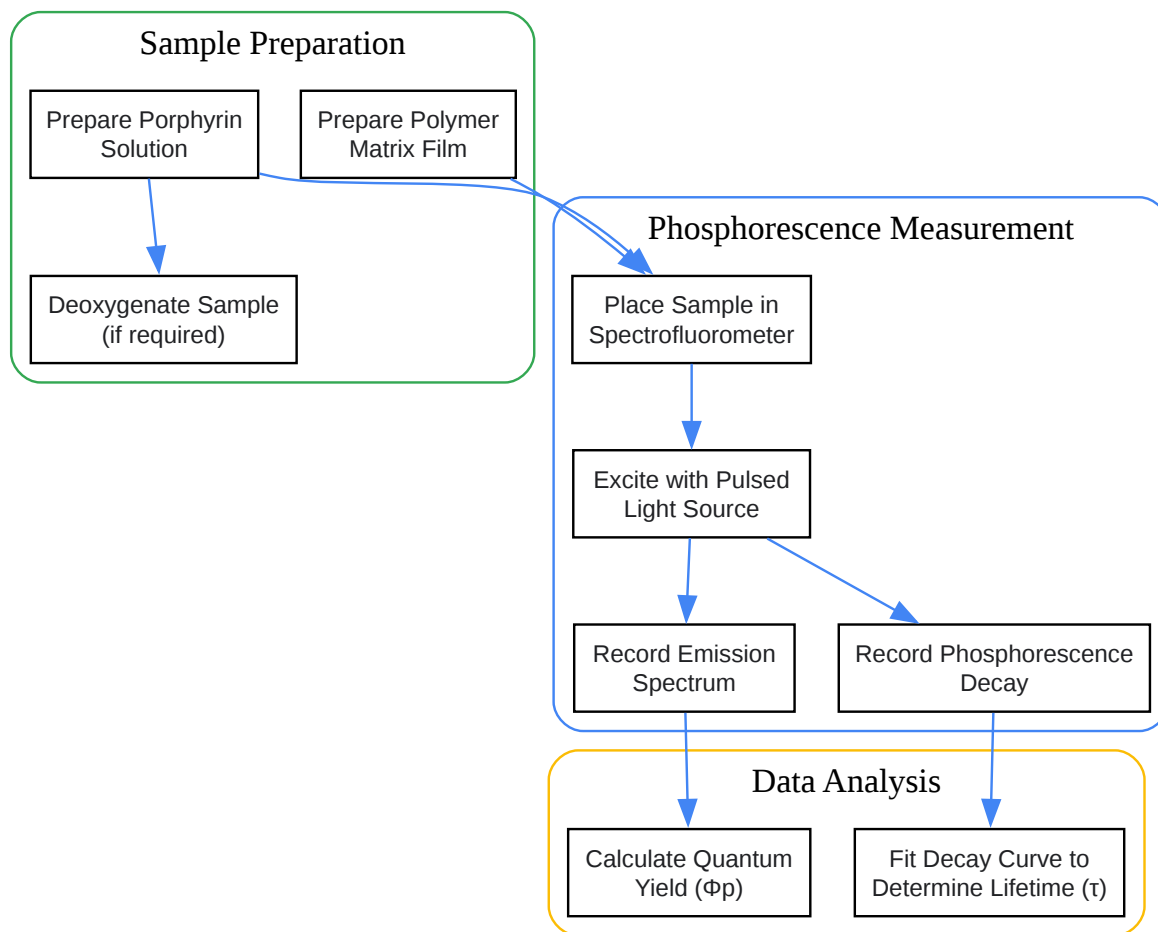 Sample Preparation
Prepare Porphyrin
Solution
Prepare Polymer
Matrix Film
Deoxygenate Sample
(if required)
Phosphorescence Measurement
Place Sample in
Spectrofluorometer
Excite with Pulsed
Light Source
Record Emission
Spectrum
Record Phosphorescence
Decay
Data Analysis
Calculate Quantum
Yield (Φp)
Fit Decay Curve to
Determine Lifetime (τ)